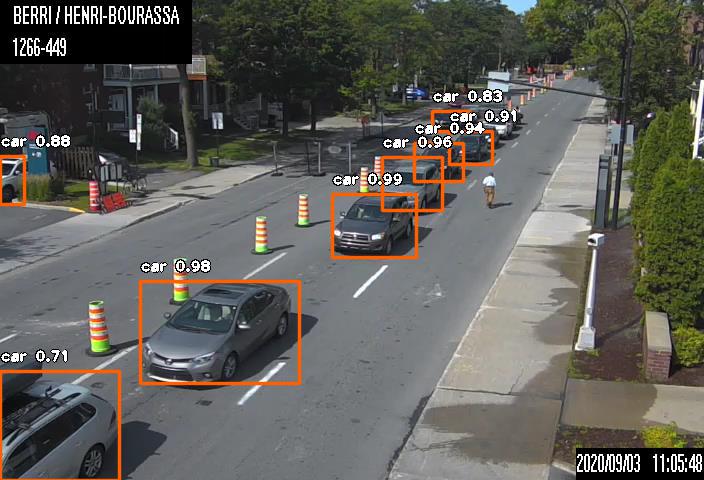 BERRI / HENRI-BOURASSA
1266-449
car 0.83
car 0.91
car 0.94
car 0.88
car 0.96
car 0.99
car 0.98
car 0.71
2020/09/03 11:05:48